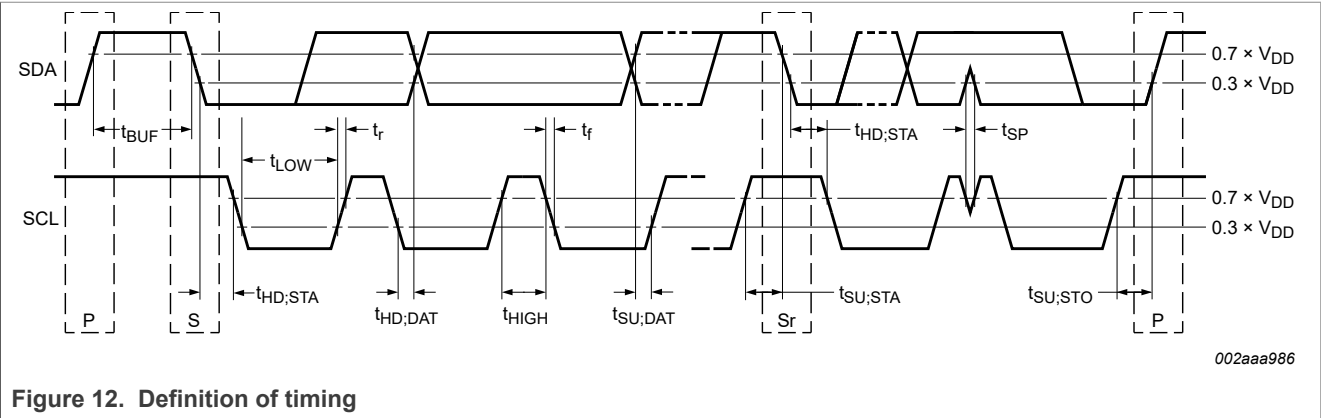 SDA
0.7 × VDD
0.3 × VDD
tBUF
tr
tf
tHD;STA
tSP
tLOW
SCL
0.7 × VDD
0.3 × VDD
tHD;STA
tHD;DAT
tHIGH
tSU;DAT
tSU;STA
tSU;STO
P
S
Sr
P
002aaa986
Figure 12. Definition of timing